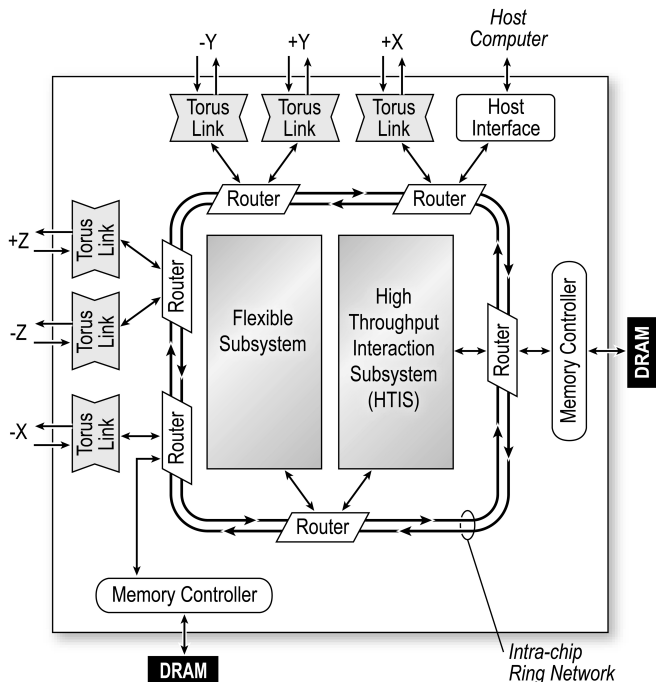 -Y
+Y
+X
Host
Computer
Torus
Link
Torus
Link
Torus
Link
Host
Interface
Router
Router
+Z
Torus
Link
Router
-Z
Torus
Link
Flexible
Subsystem
High
Throughput
Interaction
Subsystem
(HTIS)
Router
Memory Controller
DRAM
-X
Torus
Link
Router
Router
Memory Controller
DRAM
Intra-chip
Ring Network